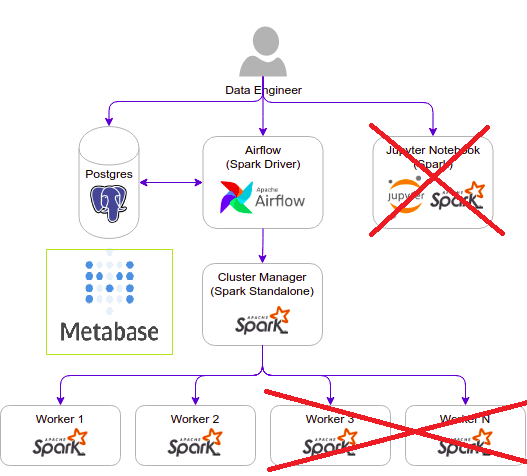 Data Engineer
Postgres
Airflow
(Spark Driver)
Apache
Airflow
Jupyter Notebook
(Spark)
jupyter
APACHE
Spark
Metabase
Cluster Manager
(Spark Standalone)
APACHE
Spark
Worker 1
APACHE
Spark
Worker 2
APACHE
Spark
Worker 3
APACHE
Spark
Worker N
APACHE
Spark